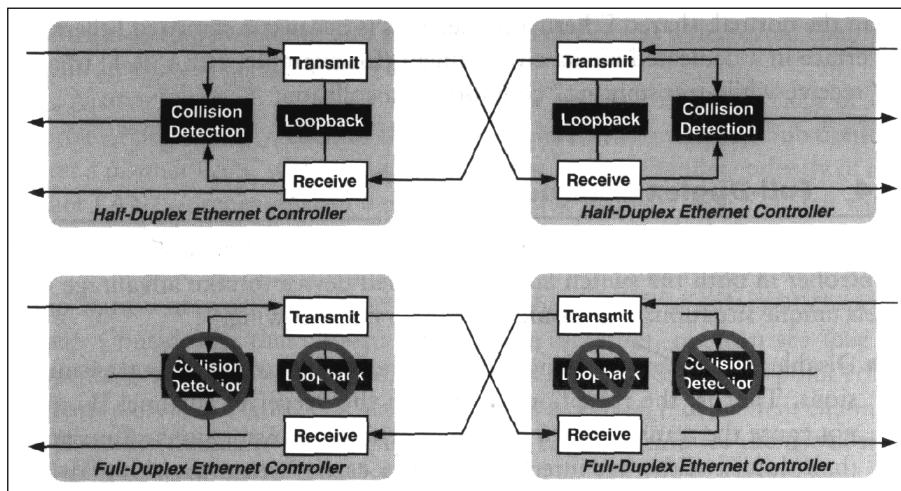 Transmit
Collision
Detection
Loopback
Receive
Half-Duplex Ethernet Controller
Transmit
Loopback
Collision
Detection
Receive
Half-Duplex Ethernet Controller
Transmit
Collision
Detection
Loopback
Receive
Full-Duplex Ethernet Controller
Transmit
Loopback
Collision
Detection
Receive
Full-Duplex Ethernet Controller